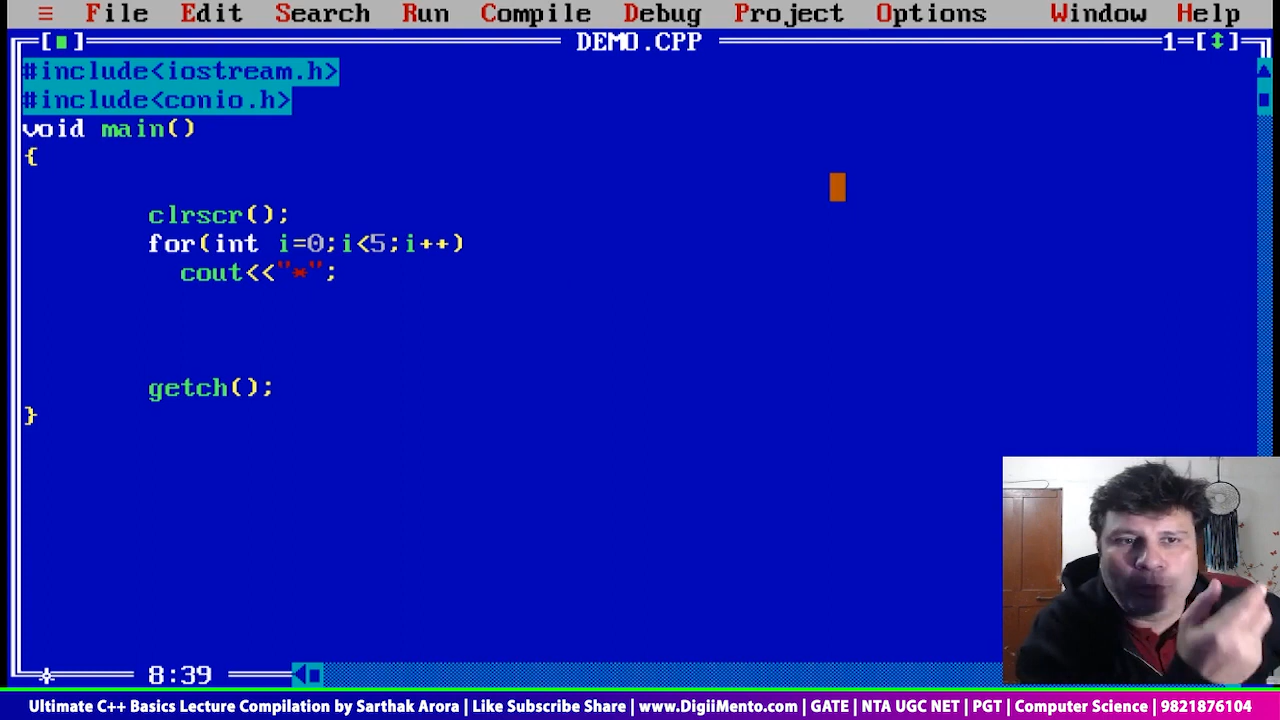 ≡ File Edit Search Run Compile Debug Project Options Window Help
[■] DEMO.CPP 1=[↕]
#include<iostream.h>
#include<conio.h>
void main()
{
clrscr();
for(int i=0;i<5;i++)
cout<<"*";
getch();
}
8:39
Ultimate C++ Basics Lecture Compilation by Sarthak Arora | Like Subscribe Share | www.DigiiMento.com | GATE | NTA UGC NET | PGT | Computer Science | 9821876104